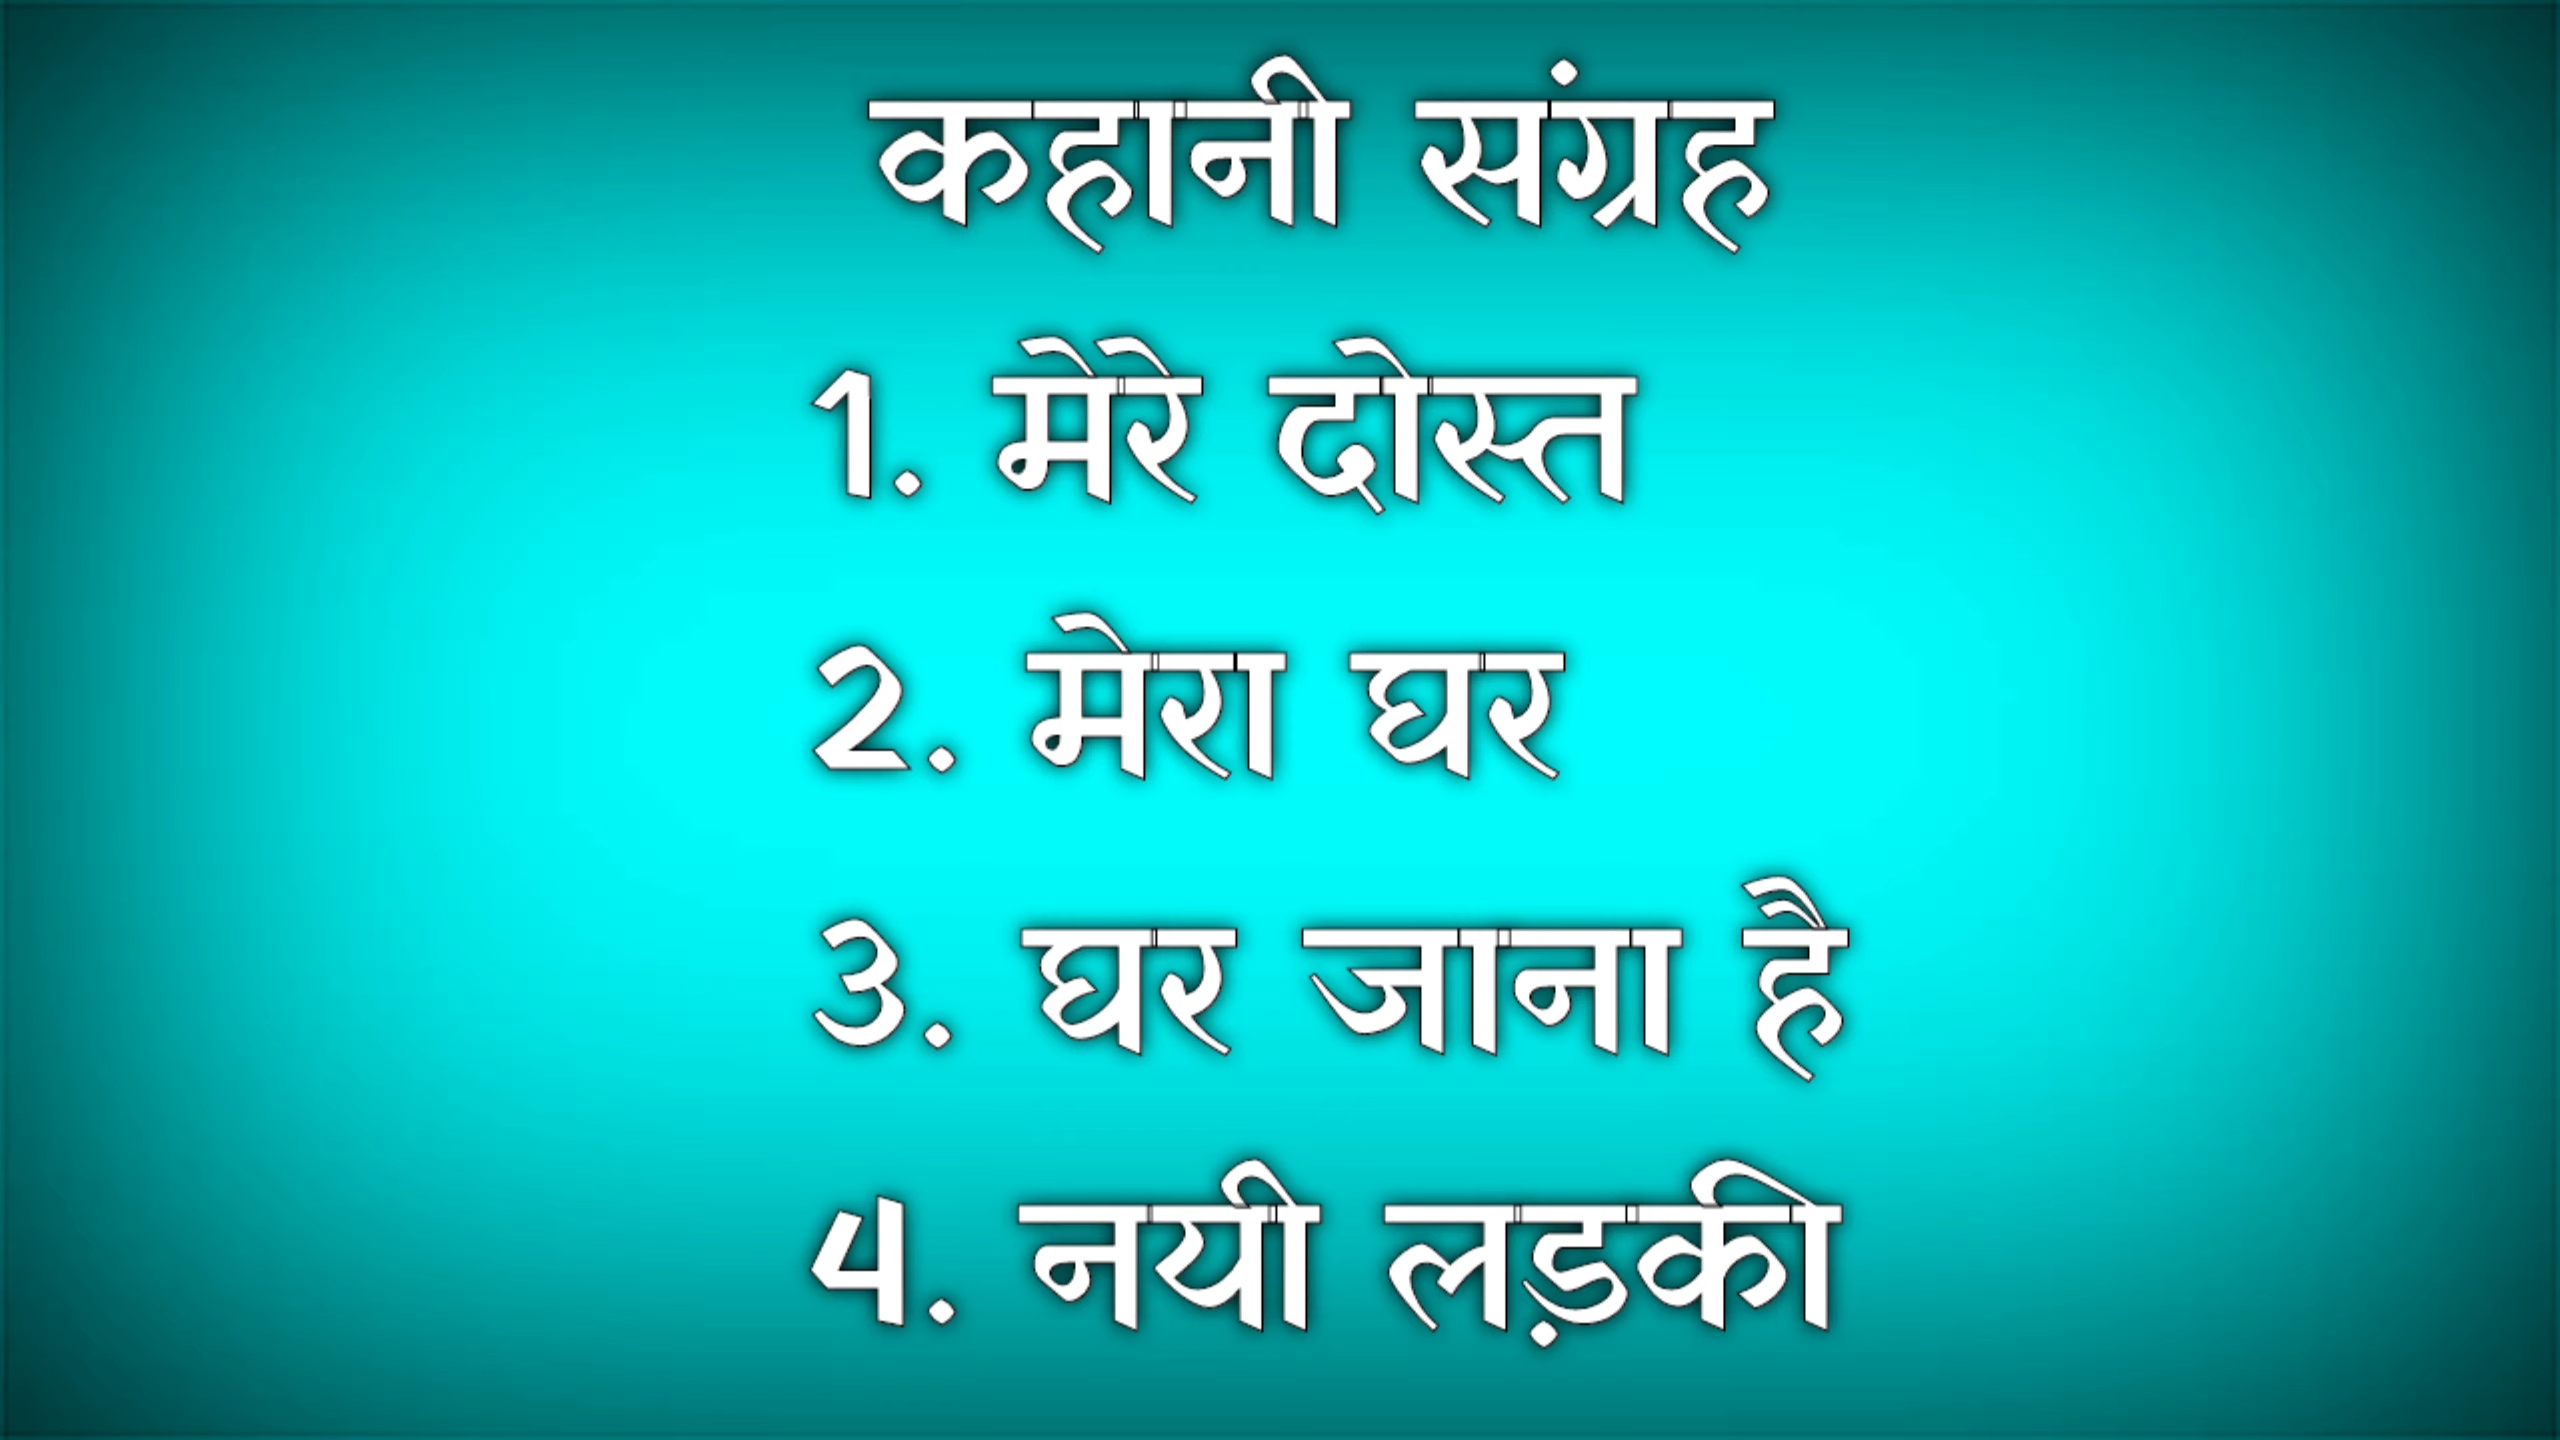 कहानी संग्रह
1. मेरे दोस्त
2. मेरा घर
3. घर जाना है
4. नयी लड़की